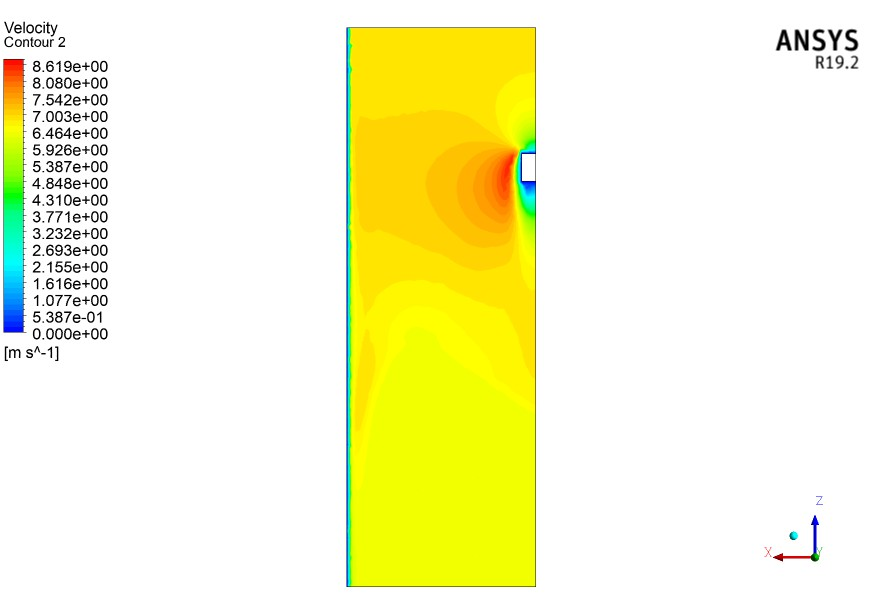 Velocity
Contour 2
8.619e+00
8.080e+00
7.542e+00
7.003e+00
6.464e+00
5.926e+00
5.387e+00
4.848e+00
4.310e+00
3.771e+00
3.232e+00
2.693e+00
2.155e+00
1.616e+00
1.077e+00
5.387e-01
0.000e+00
[m s^-1]
ANSYS
R19.2
Z
X
Y